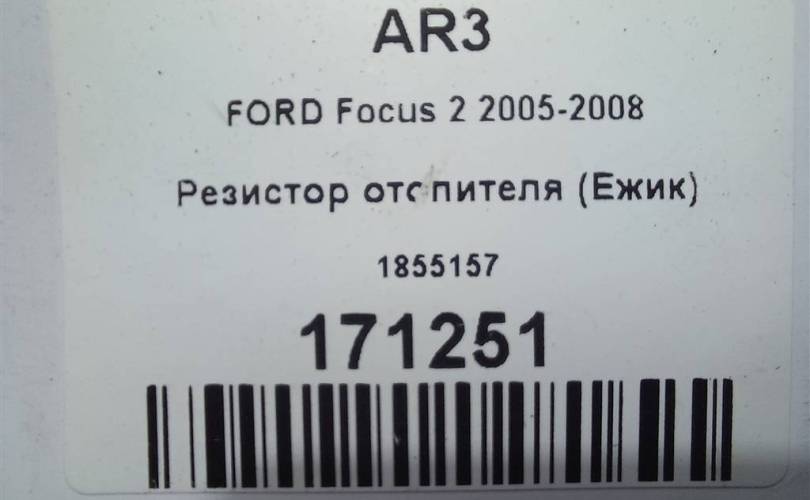 AR3
FORD Focus 2 2005-2008
Резистор отопителя (Ежик)
1855157
171251